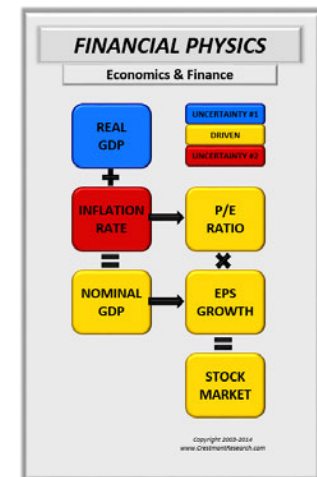 FINANCIAL PHYSICS
Economics & Finance
REAL
GDP
UNCERTAINTY #1
DRIVEN
UNCERTAINTY #2
+
INFLATION
RATE
P/E
RATIO
=
×
NOMINAL
GDP
EPS
GROWTH
=
STOCK
MARKET
Copyright 2003-2014
www.CrestmontResearch.com